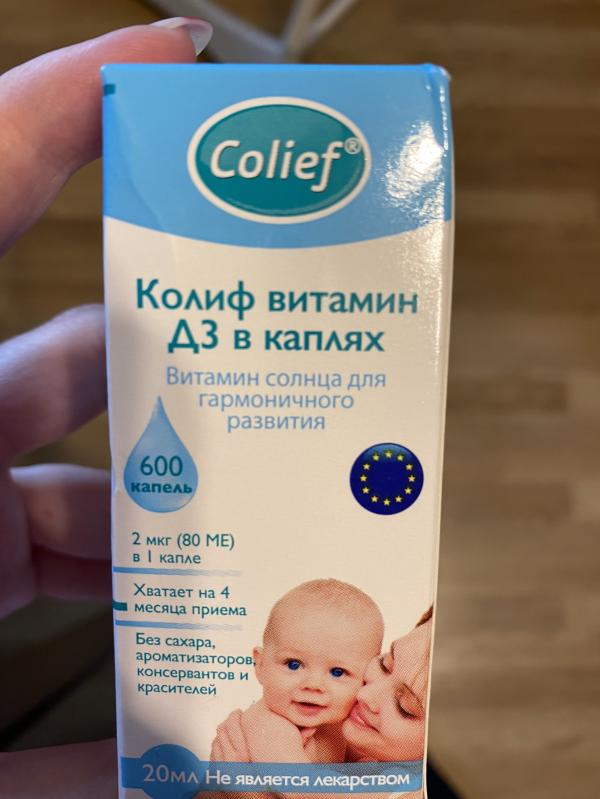 Colief®
Колиф витамин
Д3 в каплях
Витамин солнца для
гармоничного
развития
600
капель
2 мкг (80 МЕ)
в 1 капле
Хватает на 4
месяца приема
Без сахара,
ароматизаторов,
консервантов и
красителей
20мл Не является лекарством